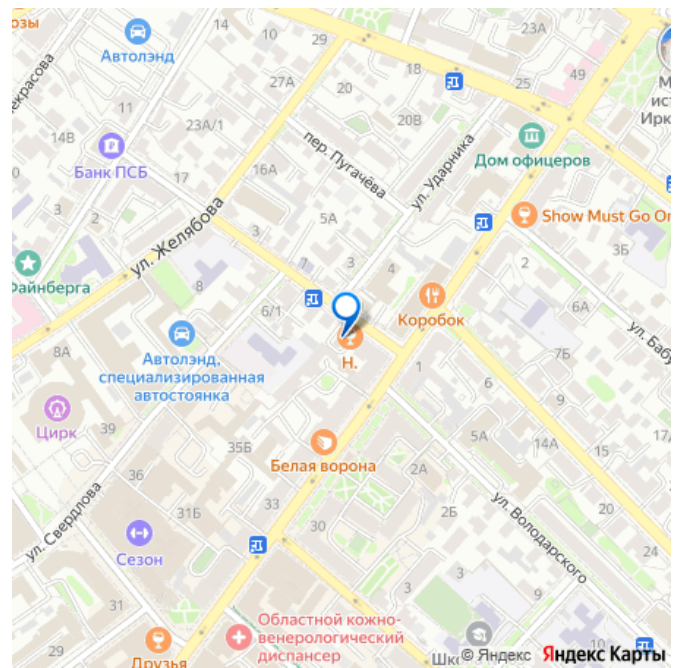 озы
10
29
Автолэнд
18
25
49
М
ист
Ирк
екрасова
27А
20
11
23А/1
20В
Дом офицеров
14В
Банк ПСБ
пер. Пугачёва
ул. Ударника
17
16А
3
2
ул. Желябова
5А
Show Must Go On
3Б
Файнберга
8
1
3
4
2
6/1
Коробок
ул. Бабу
8А
Автолэнд,
специализированная
автостоянка
Н.
7Б
6
1
Цирк
39
35Б
Белая ворона
5А
14А
15
17
36
2А
ул. Свердлова
31Б
33
30
2Б
ул. Володарского
20
Сезон
24
31
3
3
Областной кожно-
венерологический
диспансер
29
Друзья
Шко
© Яндекс Яндекс Карты